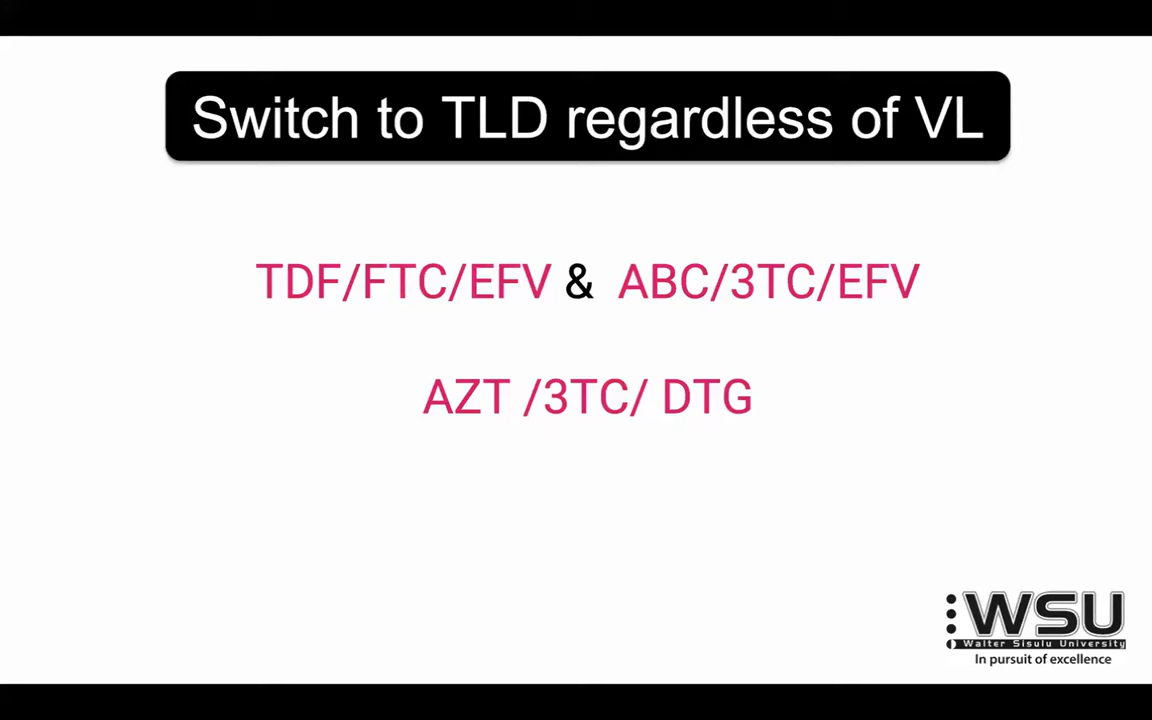 Switch to TLD regardless of VL
TDF/FTC/EFV & ABC/3TC/EFV
AZT /3TC/ DTG
WSU
Walter Sisulu University
In pursuit of excellence